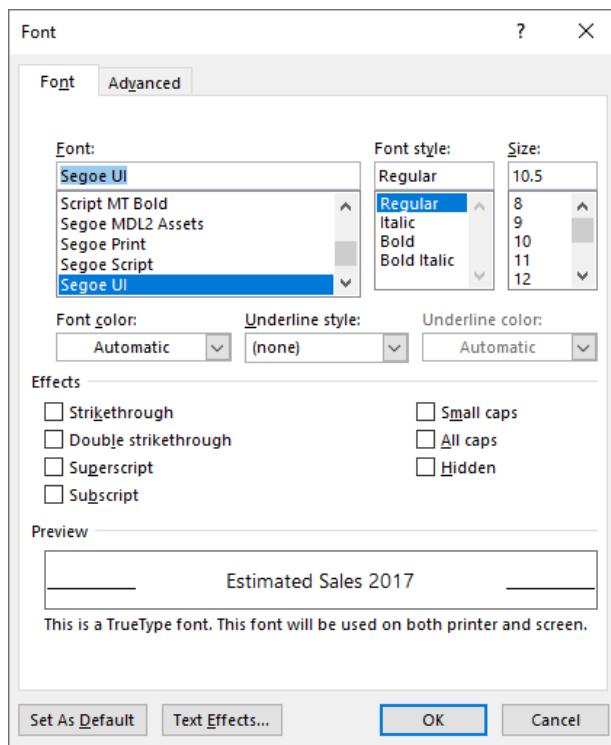 Font ?
Font Advanced
Font: Font style: Size:
Segoe UI Regular 10.5
Script MT Bold Regular 8
Segoe MDL2 Assets Italic 9
Segoe Print Bold 10
Segoe Script Bold Italic 11
Segoe UI 12
Font color: Underline style: Underline color:
Automatic (none) Automatic
Effects
Strikethrough Small caps
Double strikethrough All caps
Superscript Hidden
Subscript
Preview
Estimated Sales 2017
This is a TrueType font. This font will be used on both printer and screen.
Set As Default Text Effects... OK Cancel